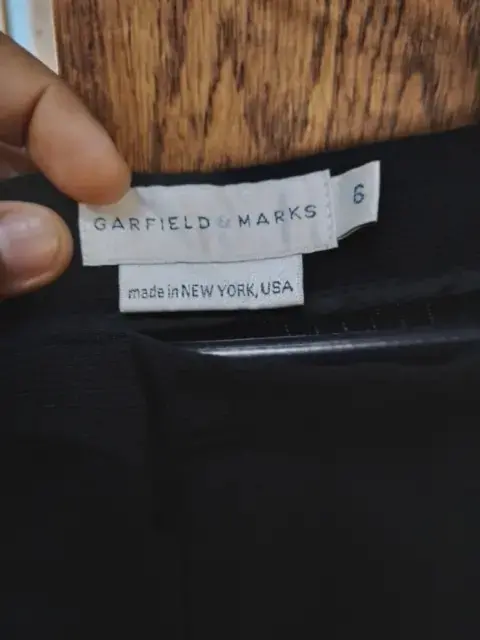 GARFIELD & MARKS
6
made in NEW YORK, USA